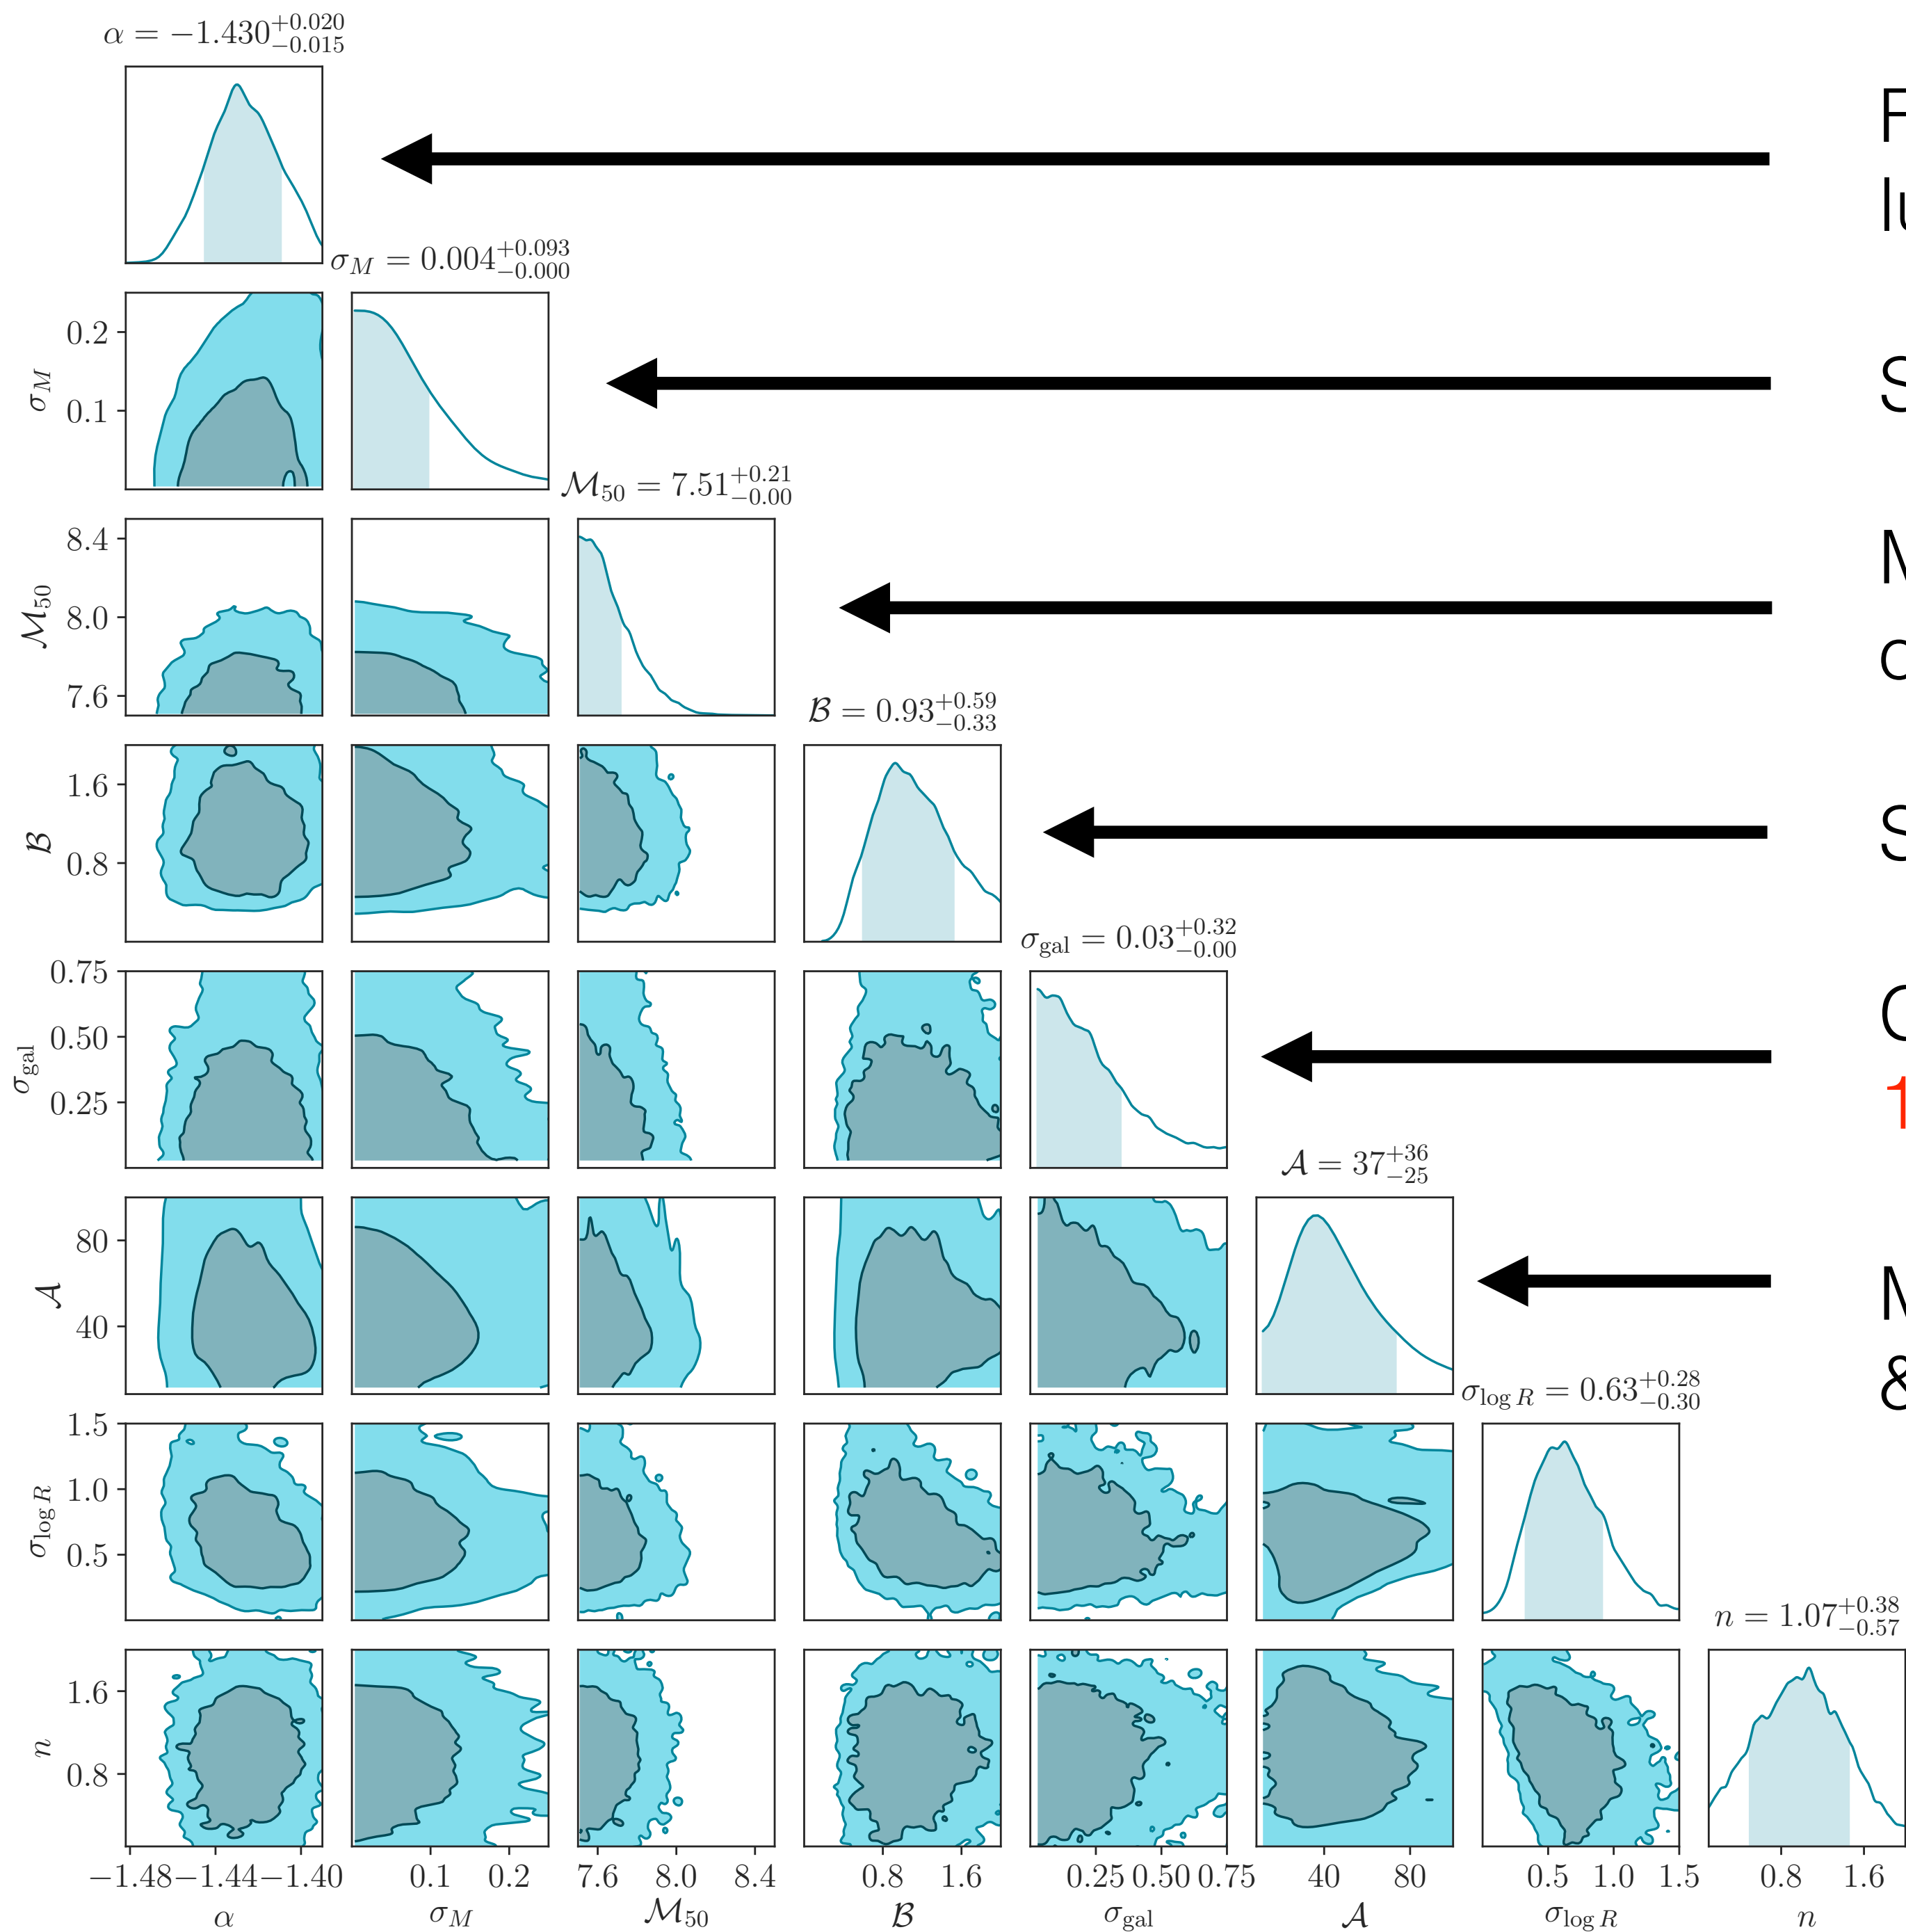 α = −1.430 +0.020 −0.015
σ_M = 0.004 +0.093 −0.000
0.2
0.1
σ_M
ℳ₅₀ = 7.51 +0.21 −0.00
8.4
8.0
7.6
ℳ₅₀
ℬ = 0.93 +0.59 −0.33
1.6
0.8
ℬ
σ_gal = 0.03 +0.32 −0.00
0.75
0.50
0.25
σ_gal
𝒜 = 37 +36 −25
80
40
𝒜
&
σ_log R = 0.63 +0.28 −0.30
1.5
1.0
0.5
σ_log R
n = 1.07 +0.38 −0.57
1.6
0.8
n
−1.48 −1.44 −1.40 0.1 0.2 7.6 8.0 8.4 0.8 1.6 0.25 0.50 0.75 40 80 0.5 1.0 1.5 0.8 1.6
α σ_M ℳ₅₀ ℬ σ_gal 𝒜 σ_log R n